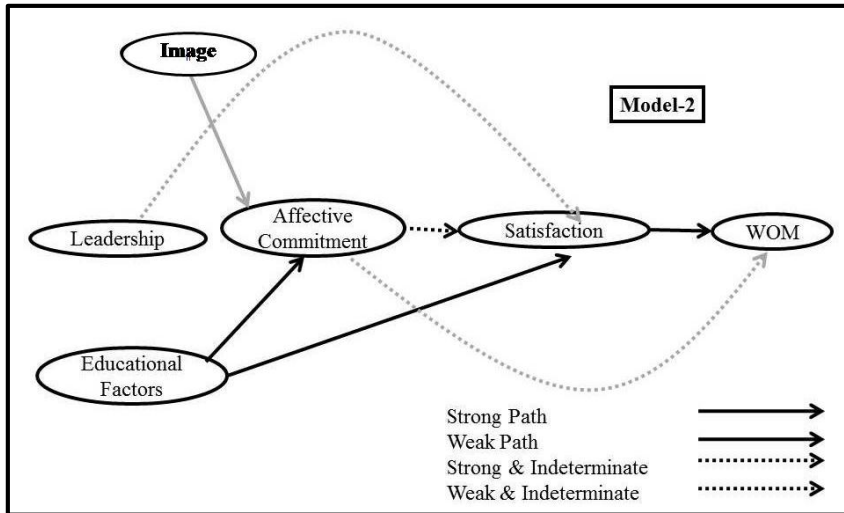 Image
Model-2
Affective
Commitment
Leadership
Satisfaction
WOM
Educational
Factors
Strong Path
Weak Path
Strong & Indeterminate
Weak & Indeterminate